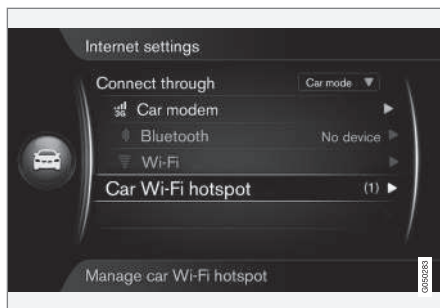 Internet settings
Connect through Car mode
3G Car modem
Bluetooth No device
Wi-Fi
Car Wi-Fi hotspot (1)
Manage car Wi-Fi hotspot
G050283